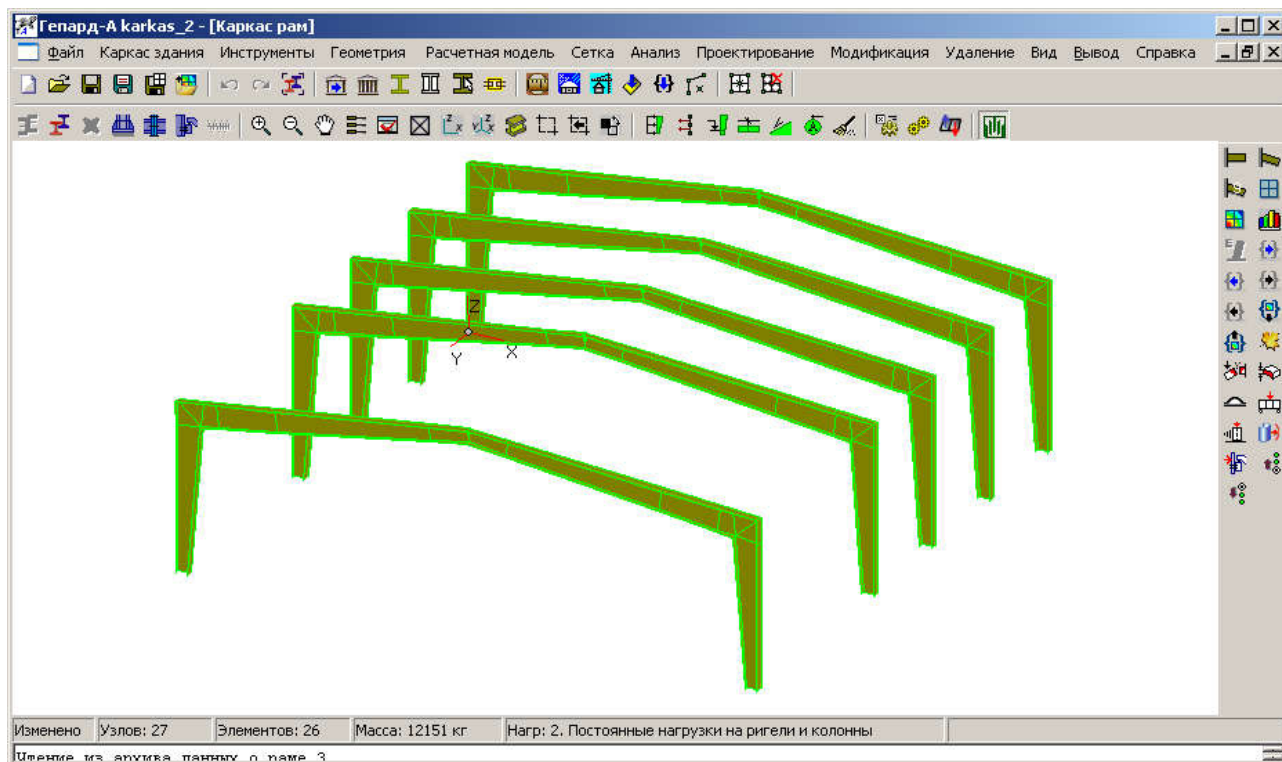 Гепард-А karkas_2 - [Каркас рам]
Файл Каркас здания Инструменты Геометрия Расчетная модель Сетка Анализ Проектирование Модификация Удаление Вид Вывод Справка
Z
Y X
Изменено Узлов: 27 Элементов: 26 Масса: 12151 кг Нагр: 2. Постоянные нагрузки на ригели и колонны
Чтение из архива данных о раме 3